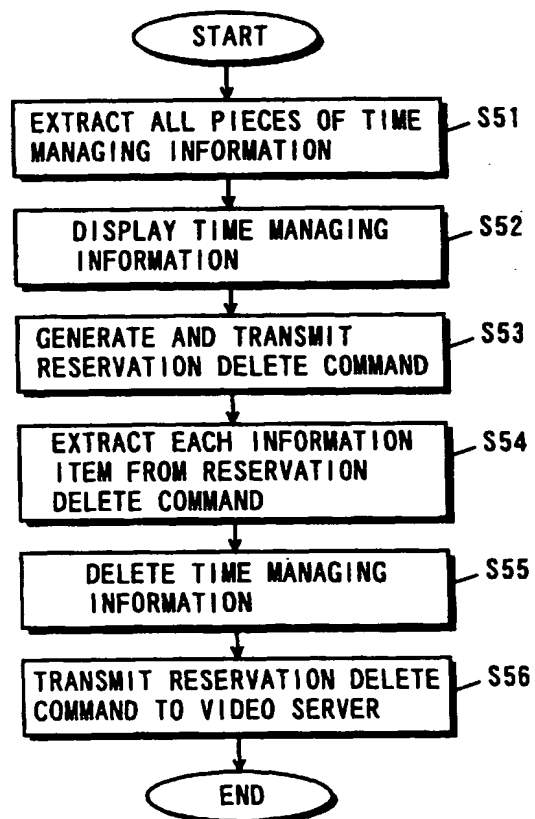 START
EXTRACT ALL PIECES OF TIME
MANAGING INFORMATION
S51
DISPLAY TIME MANAGING
INFORMATION
S52
GENERATE AND TRANSMIT
RESERVATION DELETE COMMAND
S53
EXTRACT EACH INFORMATION
ITEM FROM RESERVATION
DELETE COMMAND
S54
DELETE TIME MANAGING
INFORMATION
S55
TRANSMIT RESERVATION DELETE
COMMAND TO VIDEO SERVER
S56
END